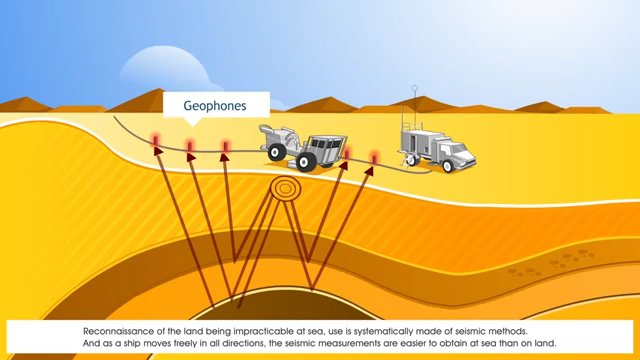 Geophones
Reconnaissance of the land being impracticable at sea, use is systematically made of seismic methods.
And as a ship moves freely in all directions, the seismic measurements are easier to obtain at sea than on land.